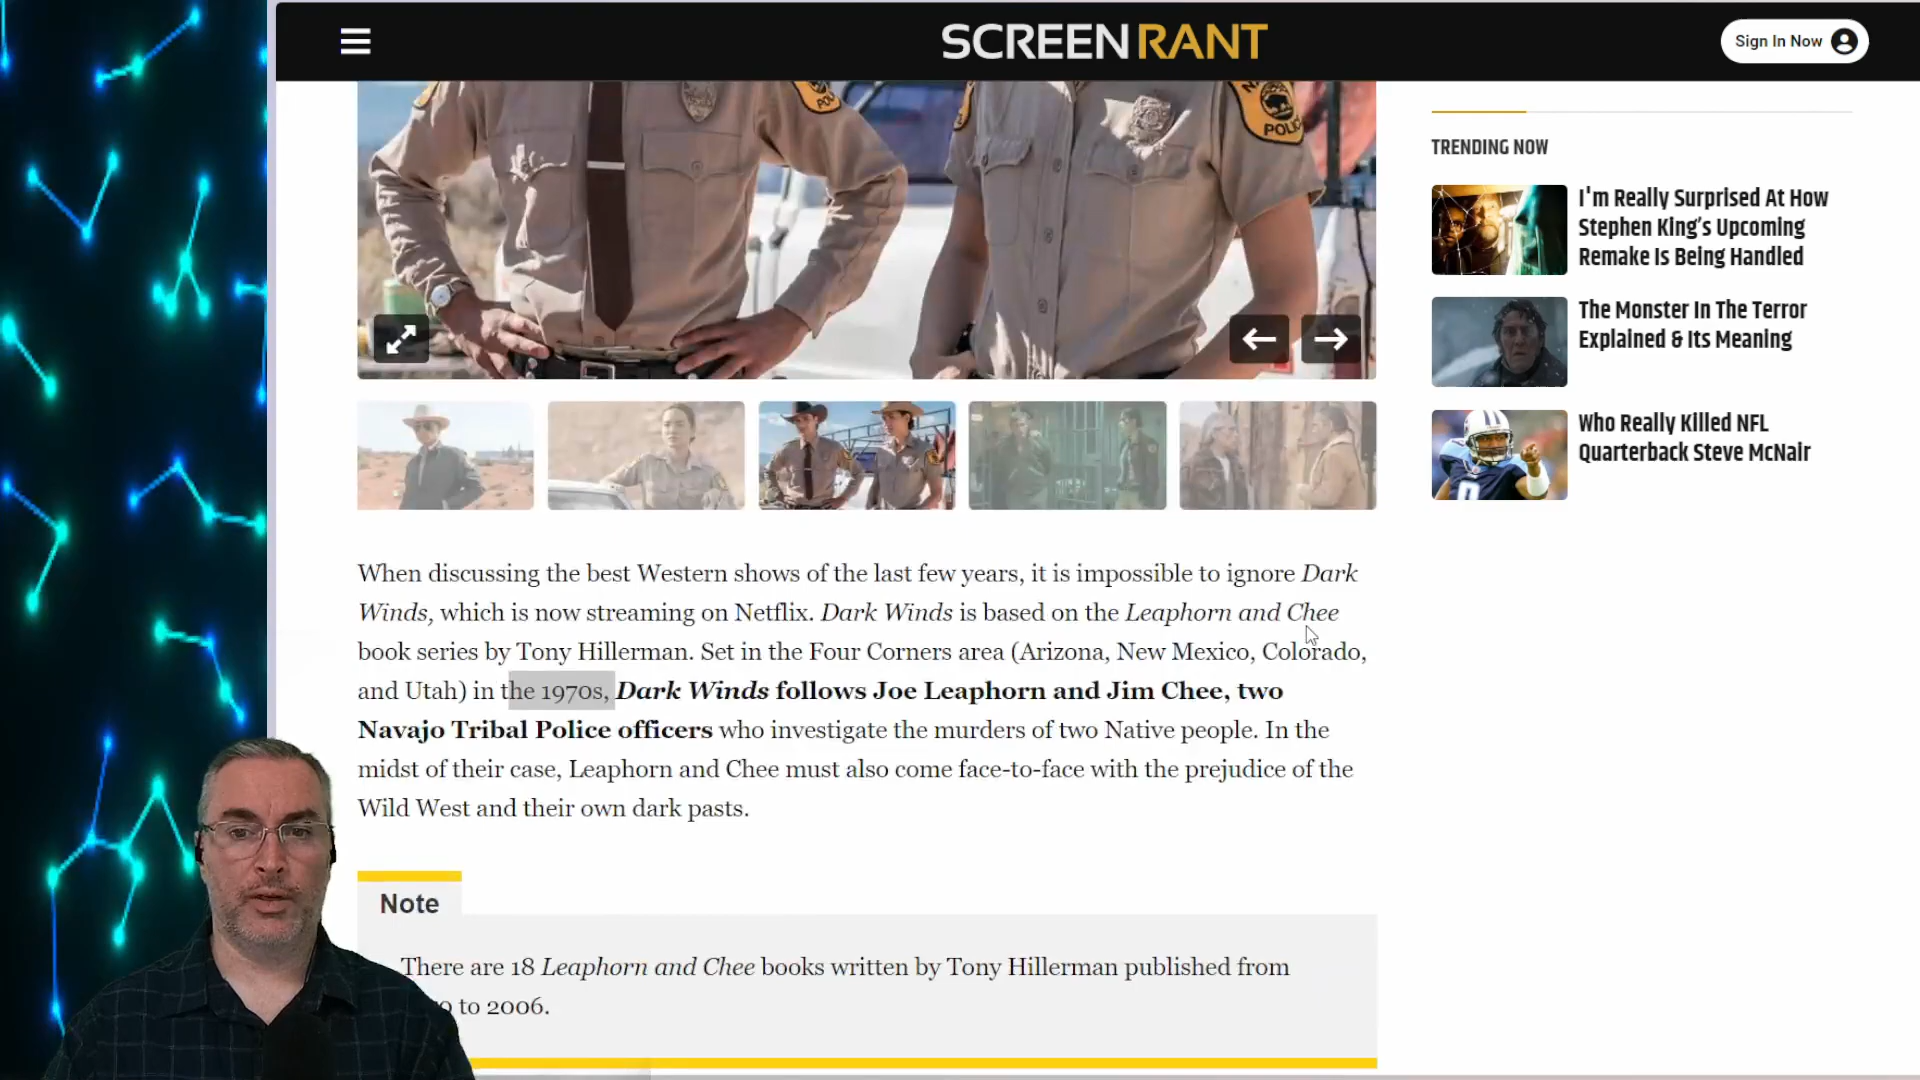 SCREENRANT
Sign In Now
POL
N
POLI
TRENDING NOW
I'm Really Surprised At How
Stephen King's Upcoming
Remake Is Being Handled
The Monster In The Terror
Explained & Its Meaning
Who Really Killed NFL
Quarterback Steve McNair
9
When discussing the best Western shows of the last few years, it is impossible to ignore Dark
Winds, which is now streaming on Netflix. Dark Winds is based on the Leaphorn and Chee
book series by Tony Hillerman. Set in the Four Corners area (Arizona, New Mexico, Colorado,
and Utah) in the 1970s, Dark Winds follows Joe Leaphorn and Jim Chee, two
Navajo Tribal Police officers who investigate the murders of two Native people. In the
midst of their case, Leaphorn and Chee must also come face-to-face with the prejudice of the
Wild West and their own dark pasts.
Note
There are 18 Leaphorn and Chee books written by Tony Hillerman published from
to 2006.